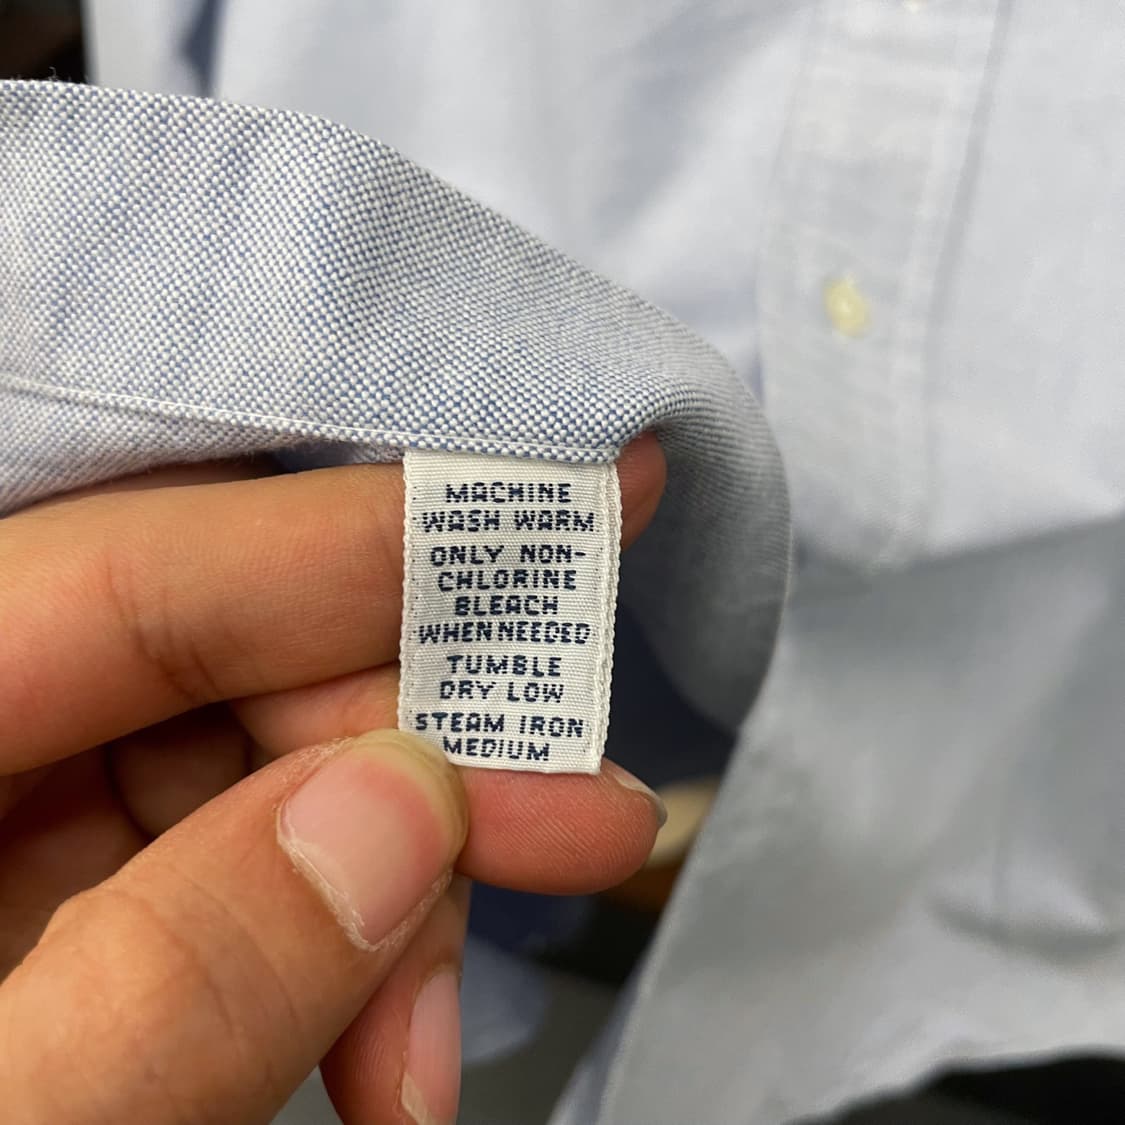 MACHINE
WASH WARM
ONLY NON-
CHLORINE
BLEACH
WHEN NEEDED
TUMBLE
DRY LOW
STEAM IRON
MEDIUM